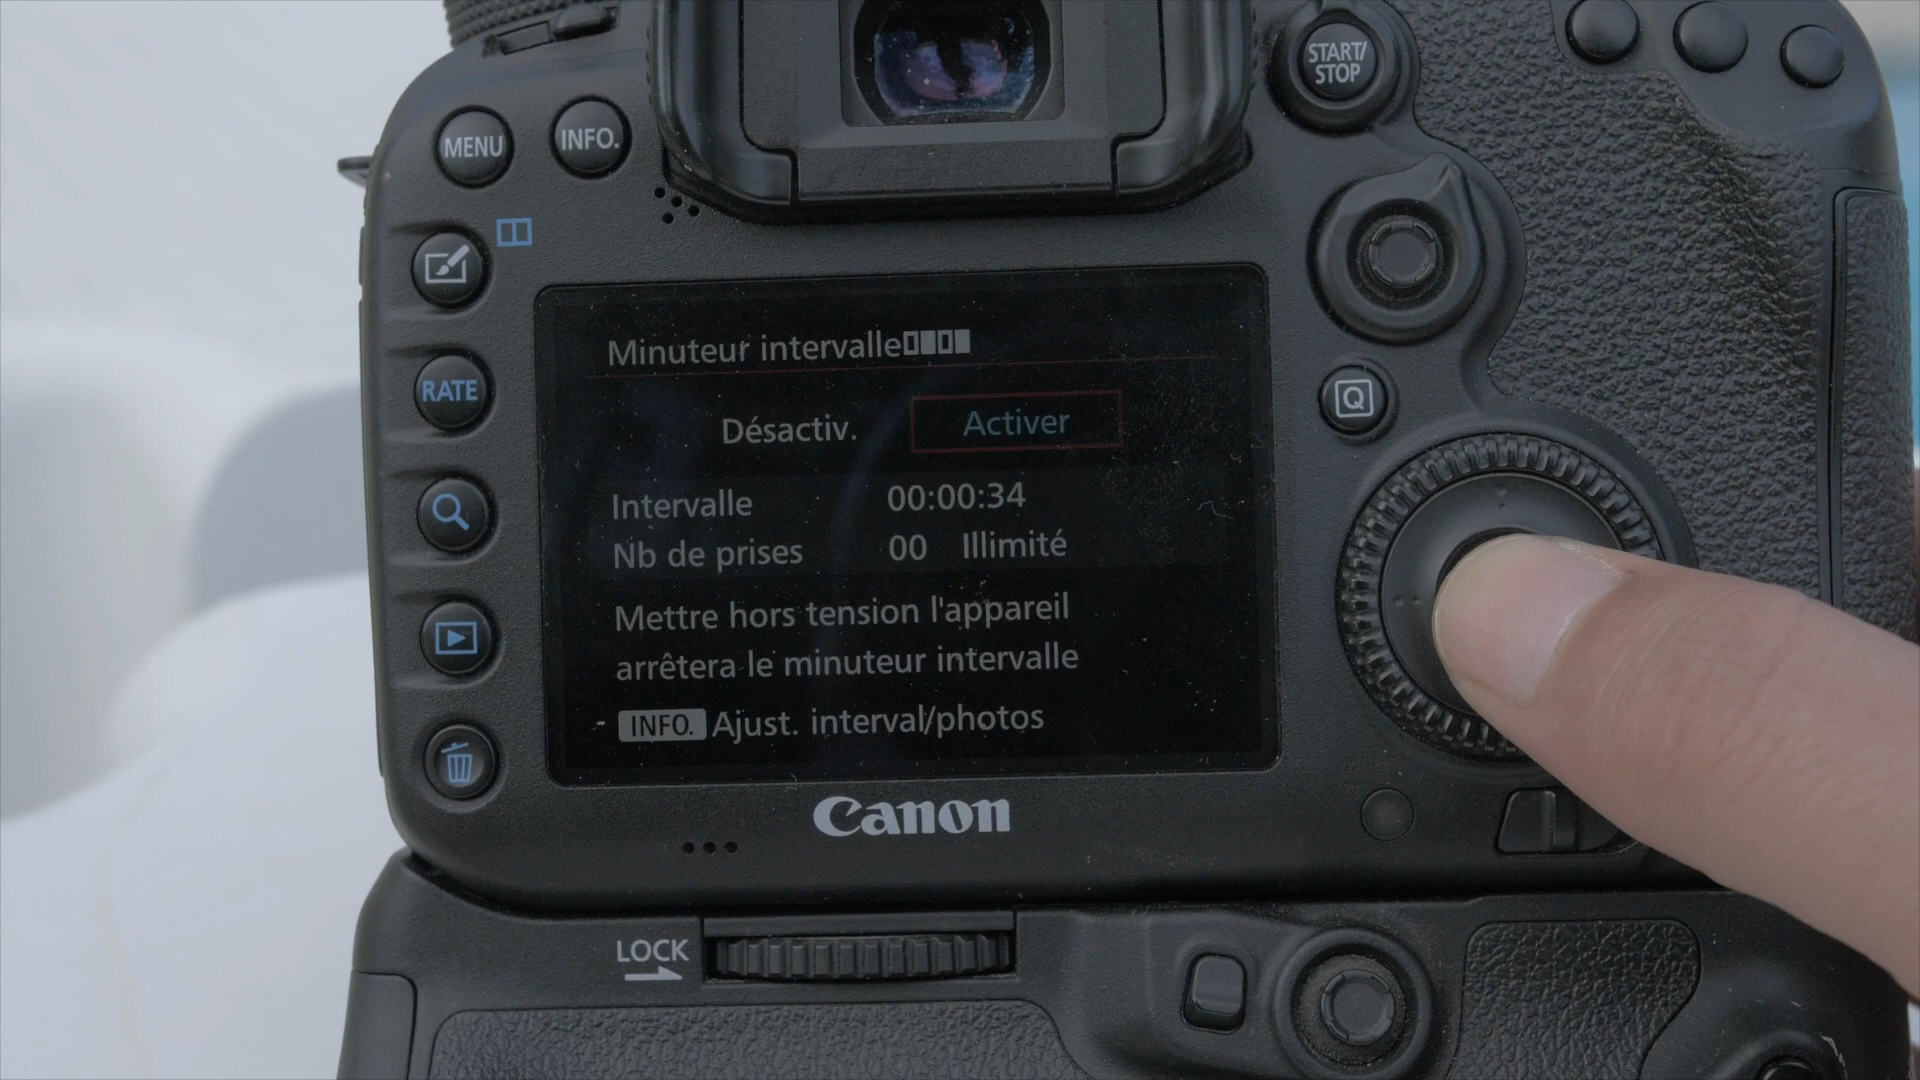 START/
STOP
MENU
INFO.
RATE
Q
Minuteur intervalle
Désactiv. Activer
Intervalle 00:00:34
Nb de prises 00 Illimité
Mettre hors tension l'appareil
arrêtera le minuteur intervalle
INFO. Ajust. interval/photos
Canon
LOCK